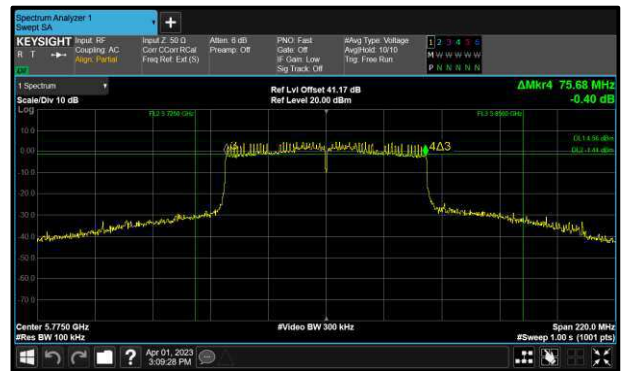 Spectrum Analyzer 1
Swept SA
KEYSIGHT Input: RF Input Z: 50 Ω Atten: 6 dB PNO: Fast #Avg Type: Voltage 1 2 3 4 5 6
R T Coupling: AC Corr CCorr RCal Preamp: Off Gate: Off Avg|Hold: 10/10 M W W W W W
Align: Partial Freq Ref: Ext (S) IF Gain: Low Trig: Free Run P N N N N N
Sig Track: Off
1 Spectrum Ref Lvl Offset 41.17 dB ΔMkr4 75.68 MHz
Scale/Div 10 dB Ref Level 20.00 dBm -0.40 dB
Log
10.0
0.00
-10.0
-20.0
-30.0
-40.0
-50.0
-60.0
-70.0
4Δ3
Center 5.7750 GHz #Video BW 300 kHz Span 220.0 MHz
#Res BW 100 kHz #Sweep 1.00 s (1001 pts)
? Apr 01, 2023
3:09:28 PM